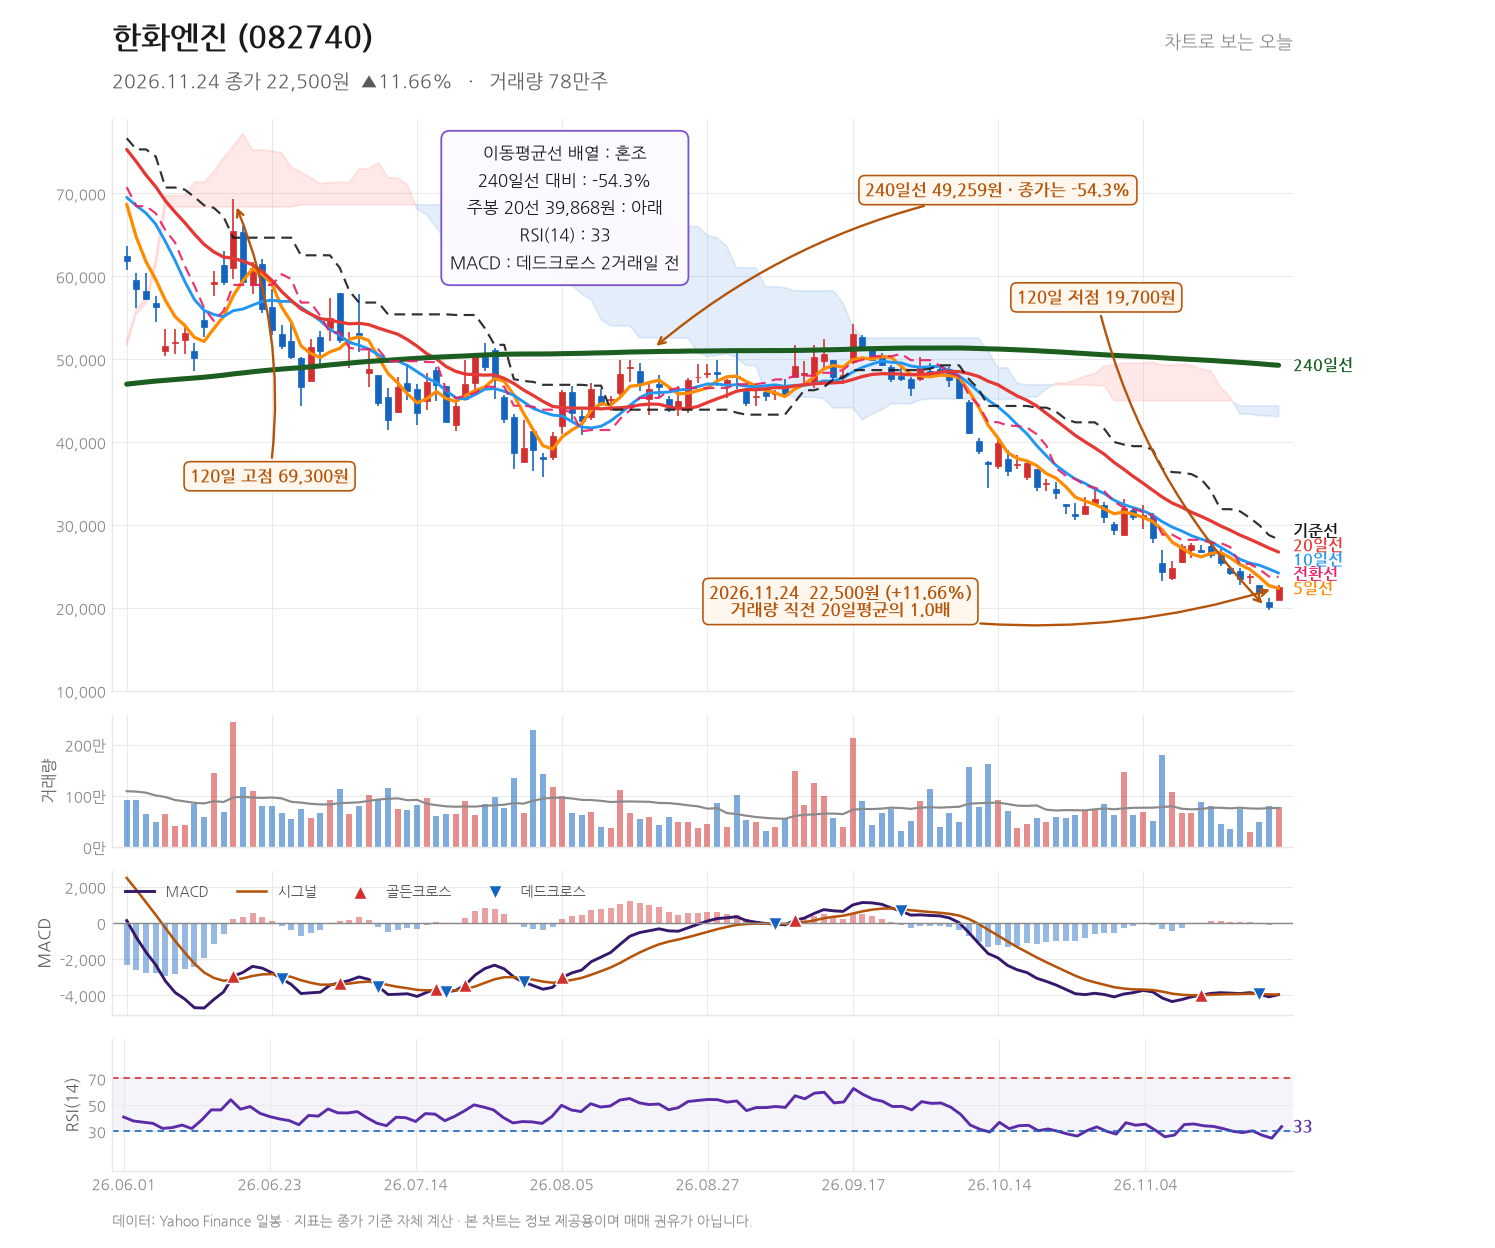 한화엔진 (082740)
차트로 보는 오늘
2026.11.24 종가 22,500원 ▲11.66% · 거래량 78만주
이동평균선 배열 : 혼조
240일선 대비 : -54.3%
주봉 20선 39,868원 : 아래
RSI(14) : 33
MACD : 데드크로스 2거래일 전
240일선 49,259원 · 종가는 -54.3%
120일 저점 19,700원
120일 고점 69,300원
2026.11.24 22,500원 (+11.66%)
거래량 직전 20일평균의 1.0배
70,000
60,000
50,000
40,000
30,000
20,000
10,000
240일선
기준선
20일선
10일선
전환선
5일선
거래량
200만
100만
0만
MACD
MACD
시그널
골든크로스
데드크로스
2,000
0
-2,000
-4,000
RSI(14)
70
50
30
33
26.06.01
26.06.23
26.07.14
26.08.05
26.08.27
26.09.17
26.10.14
26.11.04
데이터: Yahoo Finance 일봉 · 지표는 종가 기준 자체 계산 · 본 차트는 정보 제공용이며 매매 권유가 아닙니다.